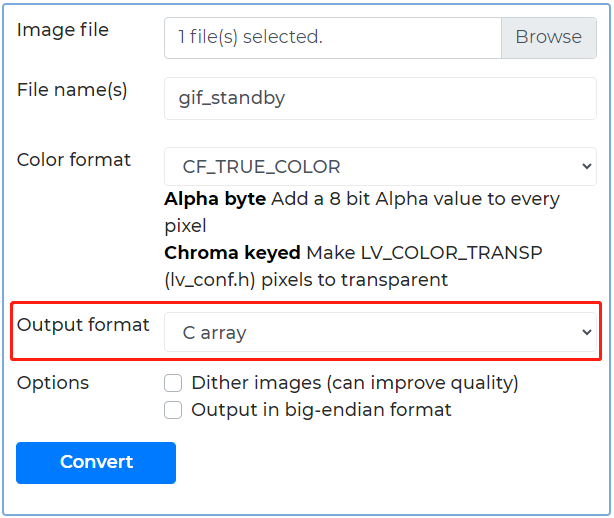 Image file
1 file(s) selected.
Browse
File name(s)
gif_standby
Color format
CF_TRUE_COLOR
Alpha byte Add a 8 bit Alpha value to every
pixel
Chroma keyed Make LV_COLOR_TRANSP
(lv_conf.h) pixels to transparent
Output format
C array
Options
Dither images (can improve quality)
Output in big-endian format
Convert